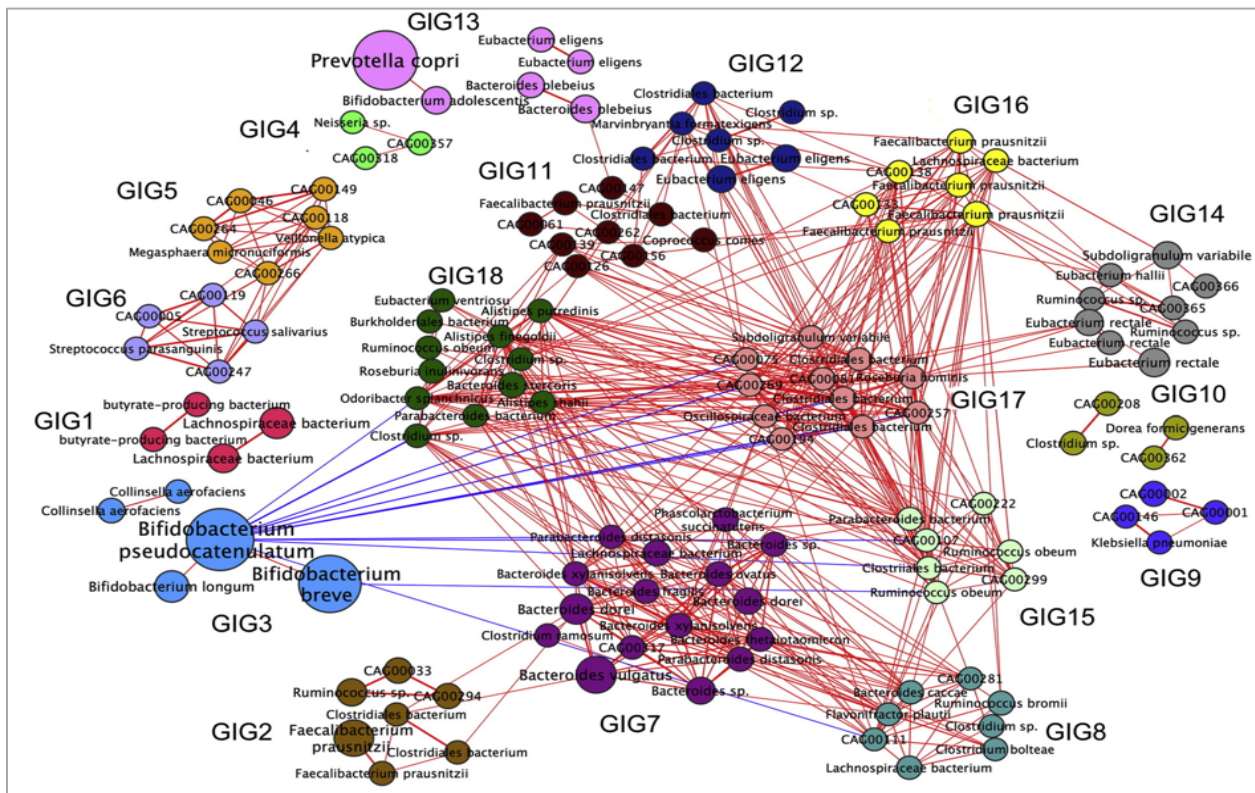 GIG13
Prevotella copri
Bifidobacterium adolescentis
Eubacterium eligens
Eubacterium eligens
Bacteroides plebeius
Bacteroides plebeius
GIG12
Clostridiales bacterium
Clostridium sp.
Marvinbryantia formatexigens
Clostridium sp.
Clostridiales bacterium
Eubacterium eligens
Eubacterium eligens
GIG16
Faecalibacterium prausnitzii
Lachnospiraceae bacterium
CAG00138
Faecalibacterium prausnitzii
CAG00133
Faecalibacterium prausnitzii
Faecalibacterium prausnitzii
GIG4
Neisseria sp.
CAG00357
CAG00318
GIG5
CAG00149
CAG00046
CAG00118
CAG00264
Veillonella atypica
Megasphaera micronuciformis
CAG00266
GIG11
CAG00147
Faecalibacterium prausnitzii
Clostridiales bacterium
CAG00061
CAG00262
CAG00139
Coprococcus comes
CAG00156
CAG00126
GIG14
Subdoligranulum variabile
Eubacterium hallii
CAG00366
Ruminococcus sp.
CAG00365
Eubacterium rectale
Ruminococcus sp.
Eubacterium rectale
Eubacterium rectale
GIG6
CAG00119
CAG00005
Streptococcus salivarius
Streptococcus parasanguinis
CAG00247
GIG18
Eubacterium ventriosu
Alistipes putredinis
Burkholderiales bacterium
Alistipes finegoldii
Ruminococcus obeum
Clostridium sp.
Roseburia inulinivorans
Bacteroides stercoris
Odoribacter splanchnicus
Alistipes shahii
Parabacteroides bacterium
Clostridium sp.
Subdoligranulum variabile
CAG00075
Clostridiales bacterium
CAG00269
CAG00081
Roseburia hominis
Clostridiales bacterium
CAG00257
Oscillospiraceae bacterium
Clostridiales bacterium
CAG00194
GIG17
GIG1
butyrate-producing bacterium
Lachnospiraceae bacterium
butyrate-producing bacterium
Lachnospiraceae bacterium
GIG10
CAG00208
Clostridium sp.
Dorea formicigenerans
CAG00362
Collinsella aerofaciens
Collinsella aerofaciens
Bifidobacterium
pseudocatenulatum
Bifidobacterium longum
Bifidobacterium
breve
GIG3
CAG00002
CAG00001
CAG00146
Klebsiella pneumoniae
GIG9
CAG00222
Parabacteroides bacterium
CAG00107
Ruminococcus obeum
Clostriiales bacterium
CAG00299
Ruminococcus obeum
GIG15
Phascolarctobacterium
succinatutens
Parabacteroides distasonis
Bacteroides sp.
Lachnospiraceae bacterium
Bacteroides xylanisolvens
Bacteroides ovatus
Bacteroides fragilis
Bacteroides dorei
Bacteroides dorei
Bacteroides xylanisolvens
Clostridium ramosum
Bacteroides thetaiotaomicron
CAG00317
Parabacteroides distasonis
Bacteroides vulgatus
Bacteroides sp.
GIG7
CAG00033
Ruminococcus sp.
CAG00294
Clostridiales bacterium
Faecalibacterium
prausnitzii
Clostridiales bacterium
Faecalibacterium prausnitzii
GIG2
CAG00281
Bacteroides caccae
Ruminococcus bromii
Flavonifractor plautii
Clostridium sp.
CAG00111
Clostridium bolteae
Lachnospiraceae bacterium
GIG8